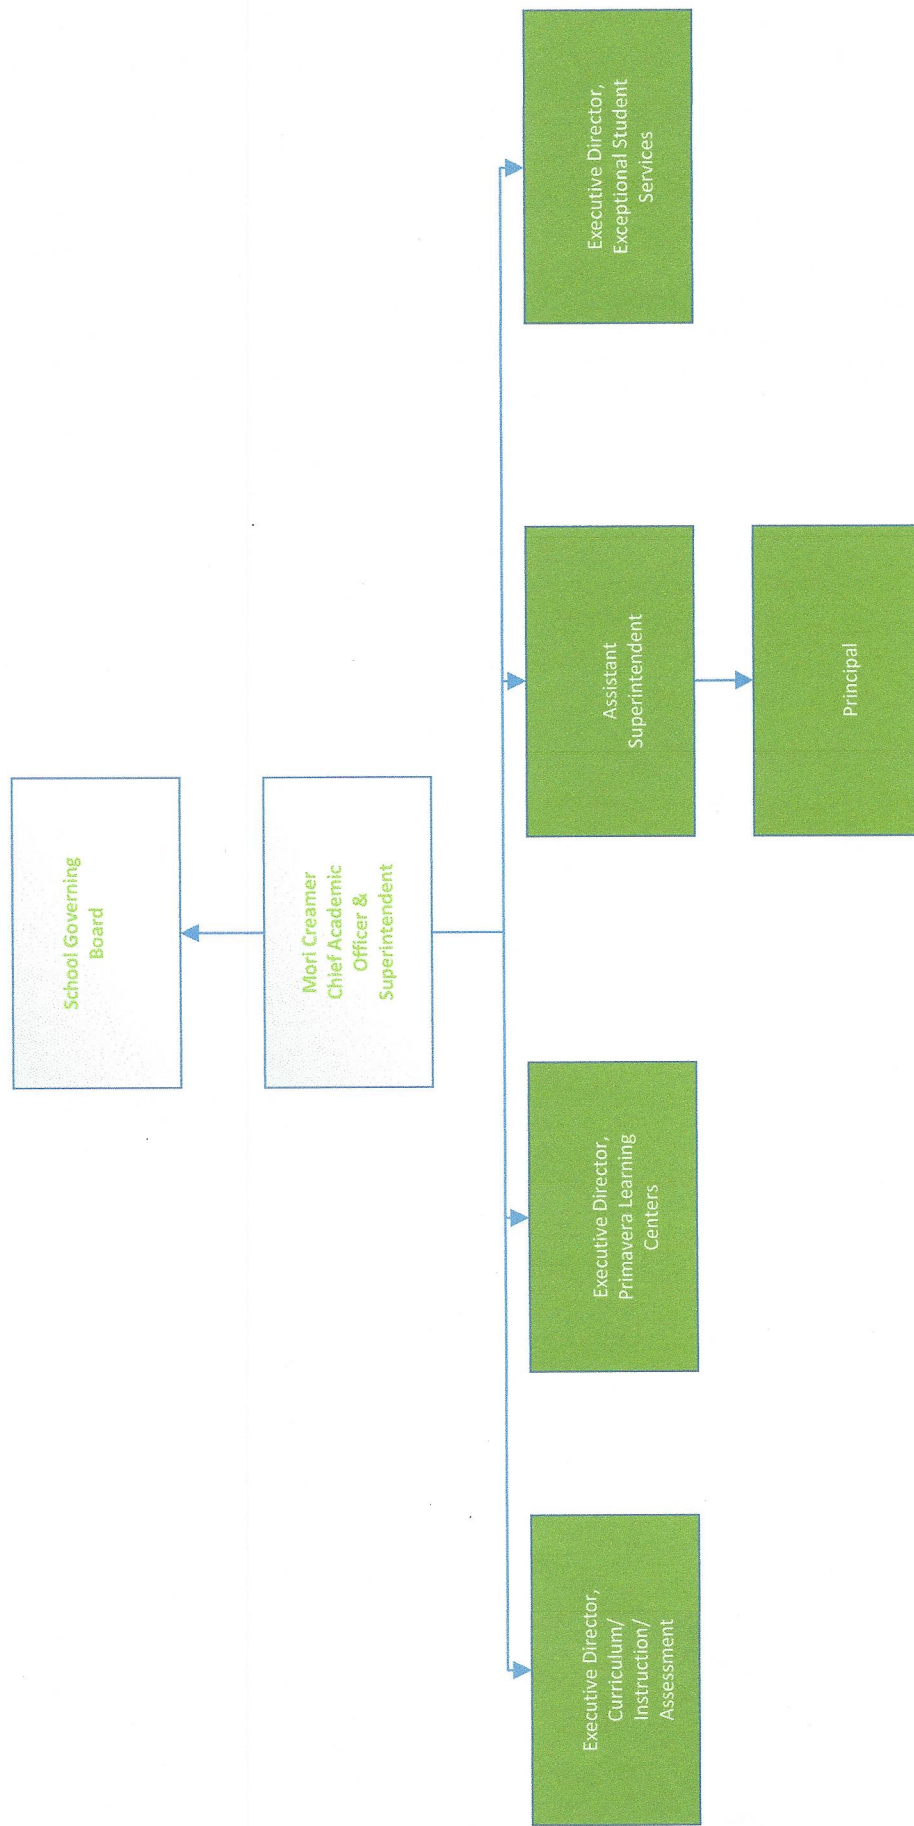 School Governing
Board
Mori Creamer
Chief Academic
Officer &
Superintendent
Executive Director,
Curriculum/
Instruction/
Assessment
Executive Director,
Primavera Learning
Centers
Assistant
Superintendent
Executive Director,
Exceptional Student
Services
Principal